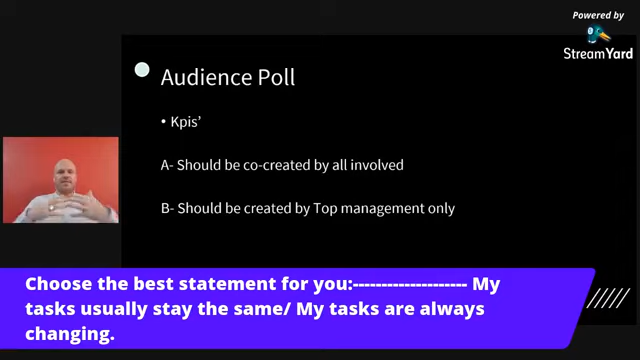 Powered by
StreamYard
Audience Poll
• Kpis'
A- Should be co-created by all involved
B- Should be created by Top management only
Choose the best statement for you:-------------------- My
tasks usually stay the same/ My tasks are always
changing.